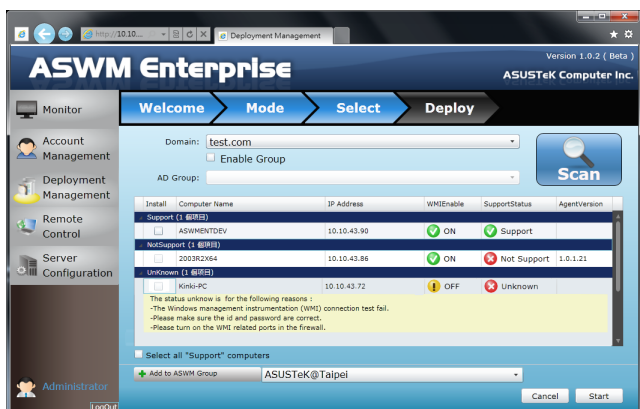 http://10.10...
Deployment Management
Version 1.0.2 ( Beta )
ASWM Enterprise
ASUSTeK Computer Inc.
Monitor
Account Management
Deployment Management
Remote Control
Server Configuration
Administrator
LogOut
Welcome
Mode
Select
Deploy
Domain: test.com
Enable Group
AD Group:
Scan
Install Computer Name IP Address WMIEnable SupportStatus AgentVersion
Support (1 個項目)
ASWMENTDEV 10.10.43.90 ON Support
NotSupport (1 個項目)
2003R2X64 10.10.43.86 ON Not Support 1.0.1.21
UnKnown (1 個項目)
Kinki-PC 10.10.43.72 OFF Unknown
The status unknow is for the following reasons :
-The Windows management instrumentation (WMI) connection test fail.
-Please make sure the id and password are correct.
-Please turn on the WMI related ports in the firewall.
Select all "Support" computers
Add to ASWM Group ASUSTeK@Taipei
Cancel Start